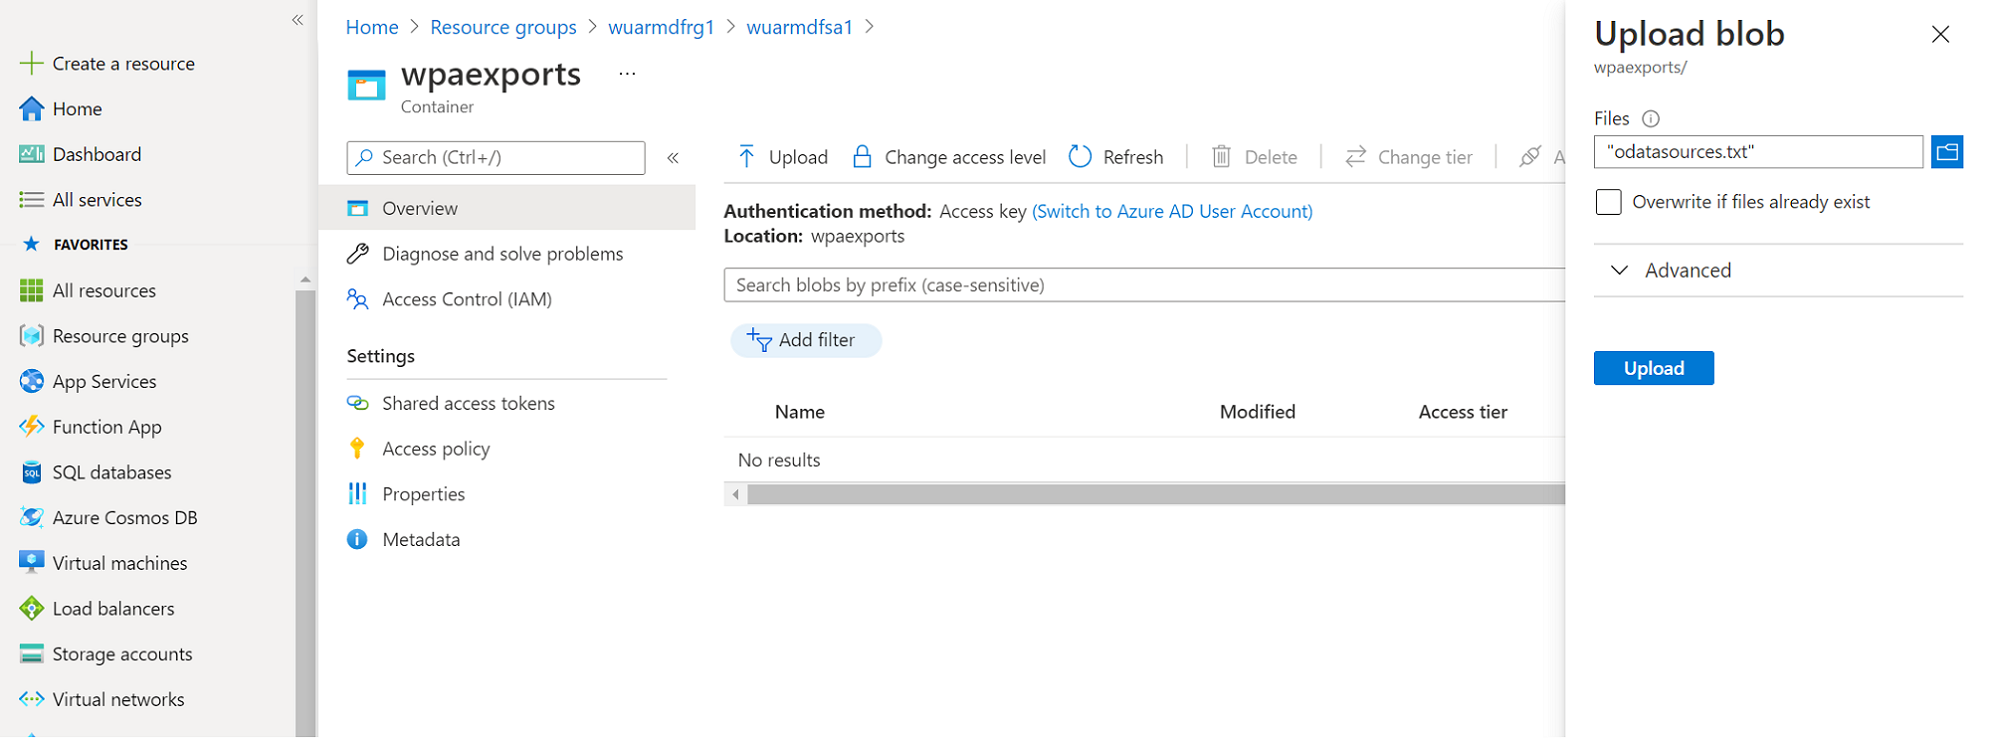 Create a resource
Home
Dashboard
All services
FAVORITES
All resources
Resource groups
App Services
Function App
SQL databases
Azure Cosmos DB
Virtual machines
Load balancers
Storage accounts
Virtual networks
Home > Resource groups > wuarmdfrg1 > wuarmdfsa1 >
wpaexports ...
Container
Search (Ctrl+/)
Overview
Diagnose and solve problems
Access Control (IAM)
Settings
Shared access tokens
Access policy
Properties
Metadata
Upload Change access level Refresh Delete Change tier A
Authentication method: Access key (Switch to Azure AD User Account)
Location: wpaexports
Search blobs by prefix (case-sensitive)
Add filter
Name Modified Access tier
No results
Upload blob
wpaexports/
Files
"odatasources.txt"
Overwrite if files already exist
Advanced
Upload